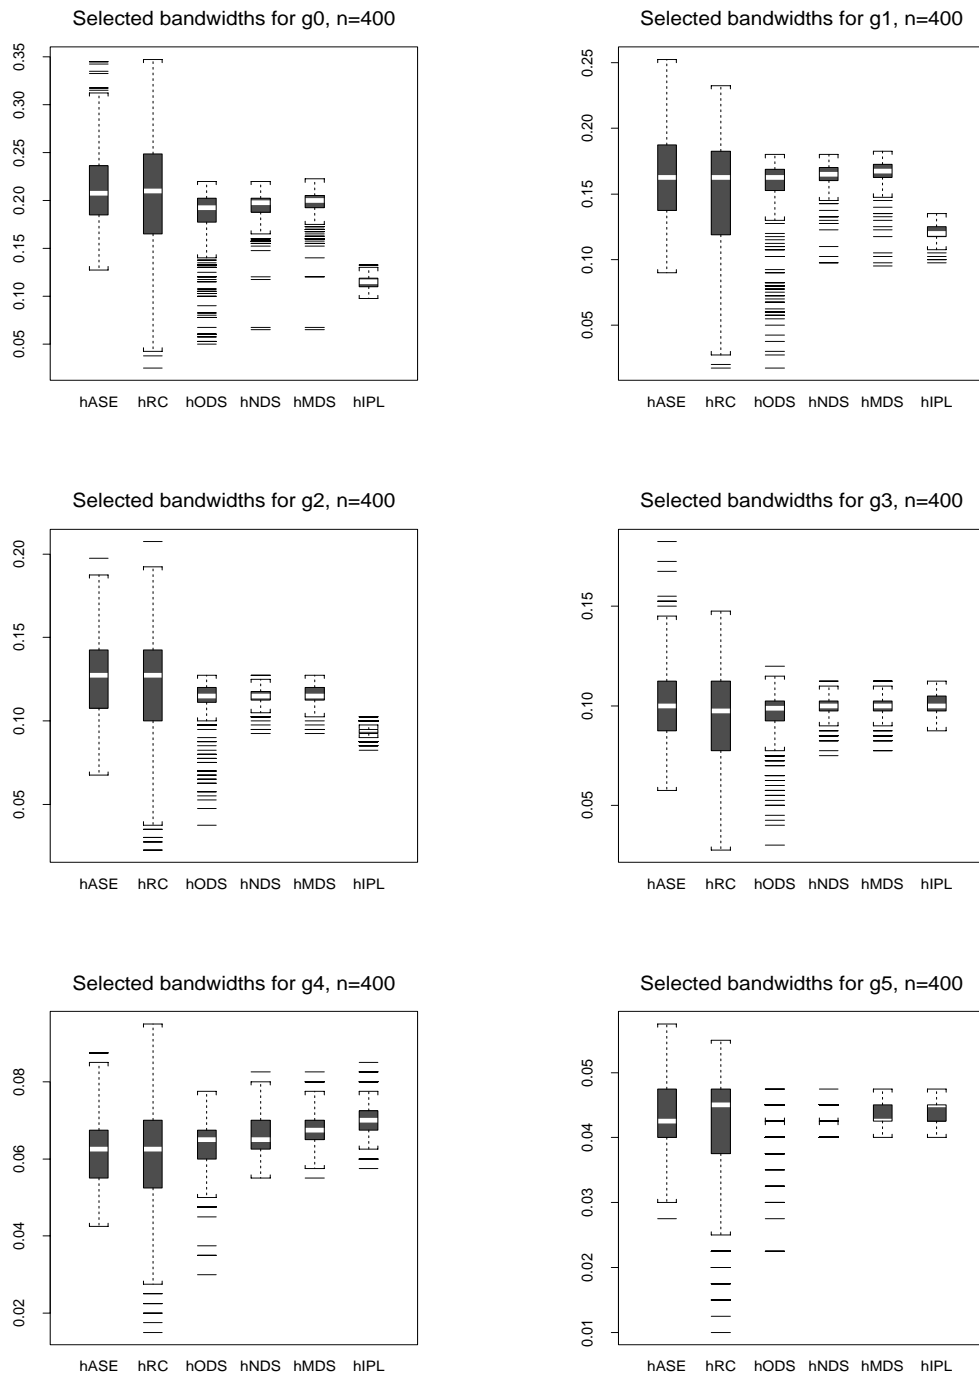 Selected bandwidths for g0, n=400
0.35
0.30
0.25
0.20
0.15
0.10
0.05
hASE hRC hODS hNDS hMDS hIPL
Selected bandwidths for g1, n=400
0.25
0.20
0.15
0.10
0.05
hASE hRC hODS hNDS hMDS hIPL
Selected bandwidths for g2, n=400
0.20
0.15
0.10
0.05
hASE hRC hODS hNDS hMDS hIPL
Selected bandwidths for g3, n=400
0.15
0.10
0.05
hASE hRC hODS hNDS hMDS hIPL
Selected bandwidths for g4, n=400
0.08
0.06
0.04
0.02
hASE hRC hODS hNDS hMDS hIPL
Selected bandwidths for g5, n=400
0.05
0.04
0.03
0.02
0.01
hASE hRC hODS hNDS hMDS hIPL